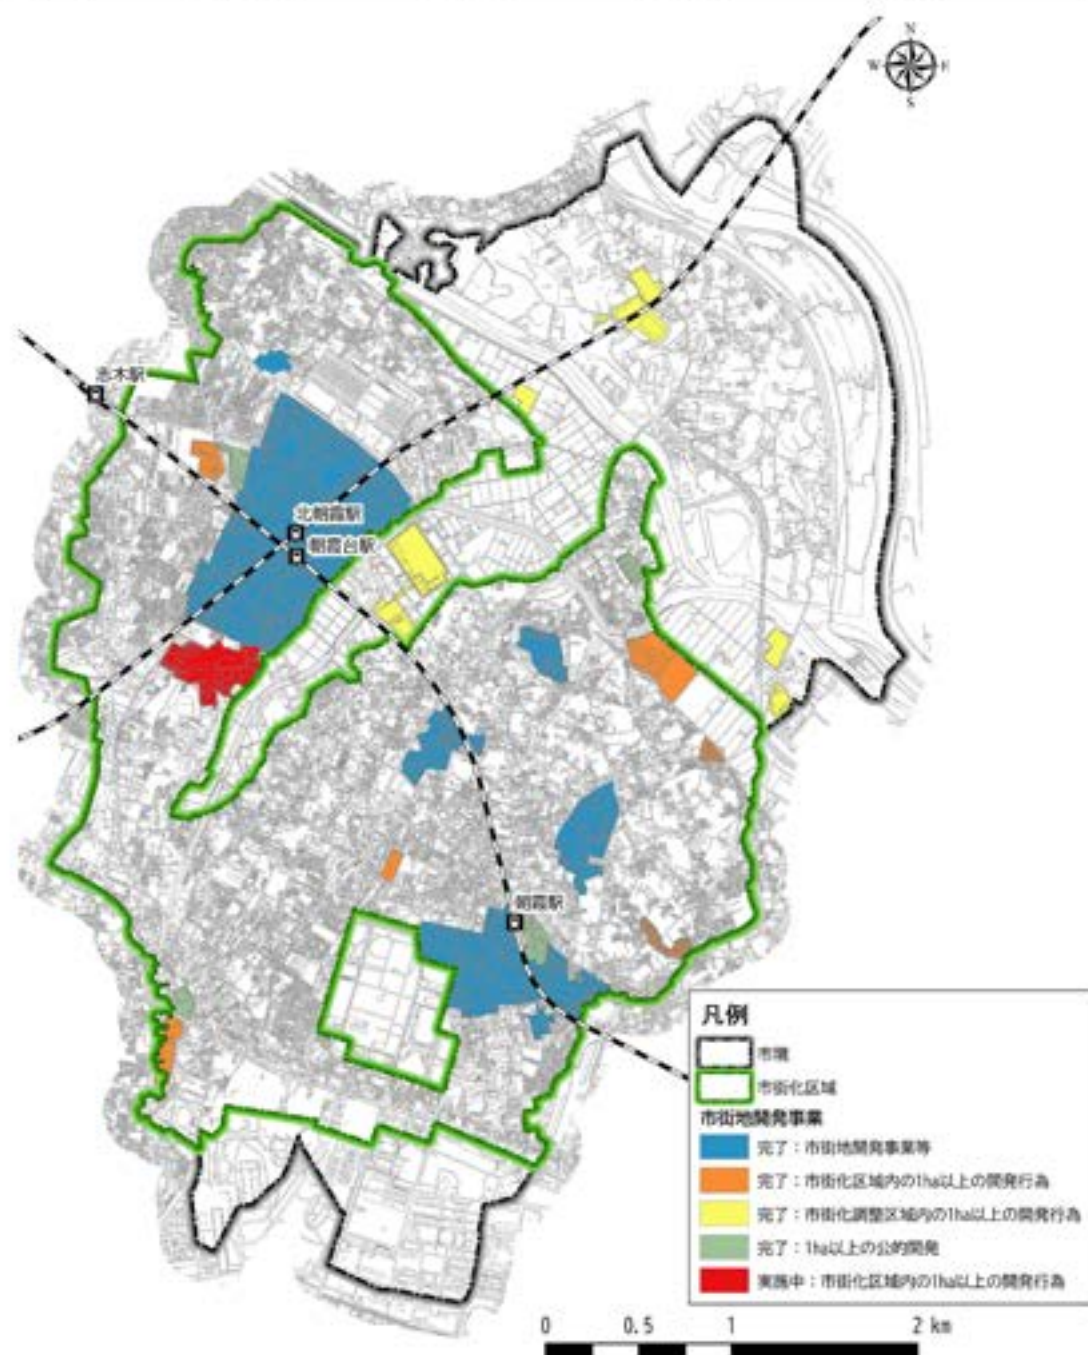 N
W E
S
志木駅
北朝霞駅
朝霞台駅
朝霞駅
凡例
市境
市街化区域
市街地開発事業
完了：市街地開発事業等
完了：市街化区域内の1ha以上の開発行為
完了：市街化調整区域内の1ha以上の開発行為
完了：1ha以上の公的開発
実施中：市街化区域内の1ha以上の開発行為
0 0.5 1 2 km